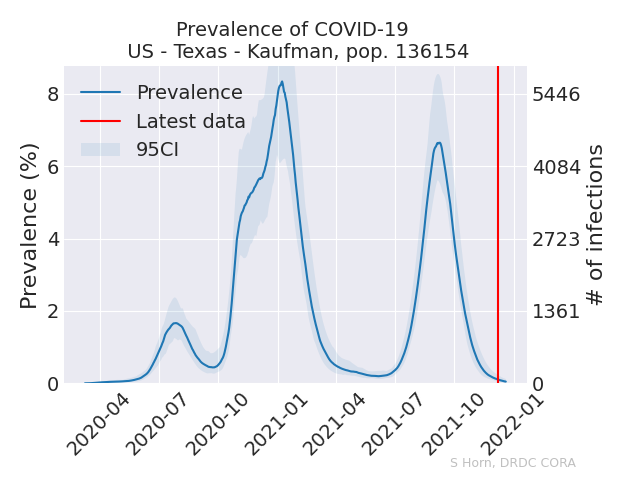 Prevalence of COVID-19
US - Texas - Kaufman, pop. 136154
Prevalence (%)
8
6
4
2
0
Prevalence
Latest data
95CI
5446
4084
2723
1361
0
# of infections
2020-04
2020-07
2020-10
2021-01
2021-04
2021-07
2021-10
2022-01
S Horn, DRDC CORA